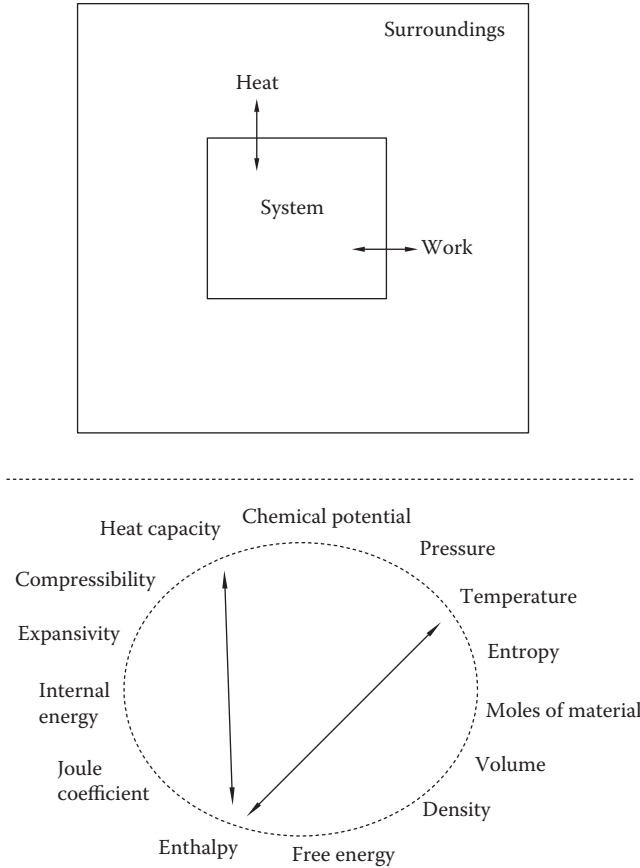 Surroundings
Heat
System
Work
Chemical potential
Heat capacity
Pressure
Compressibility
Temperature
Expansivity
Entropy
Internal
energy
Moles of material
Joule
coefficient
Volume
Density
Enthalpy
Free energy